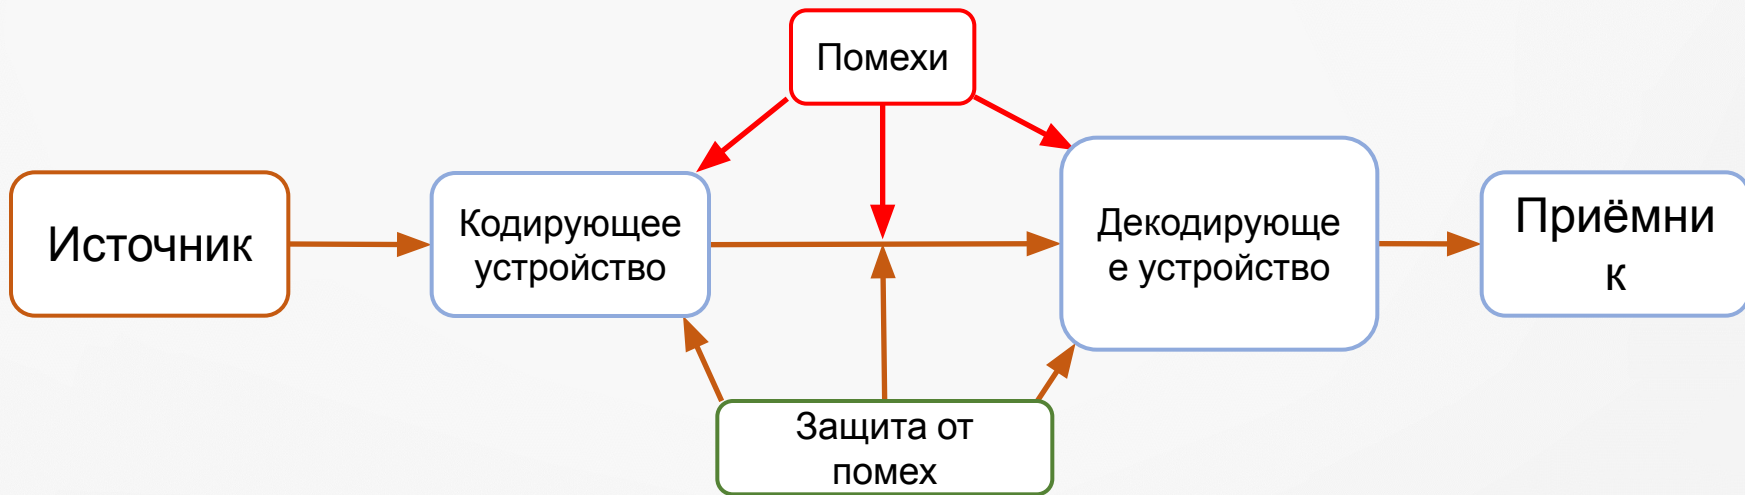 Помехи
Источник
Кодирующее
устройство
Декодирующе
е устройство
Приёмни
к
Защита от
помех